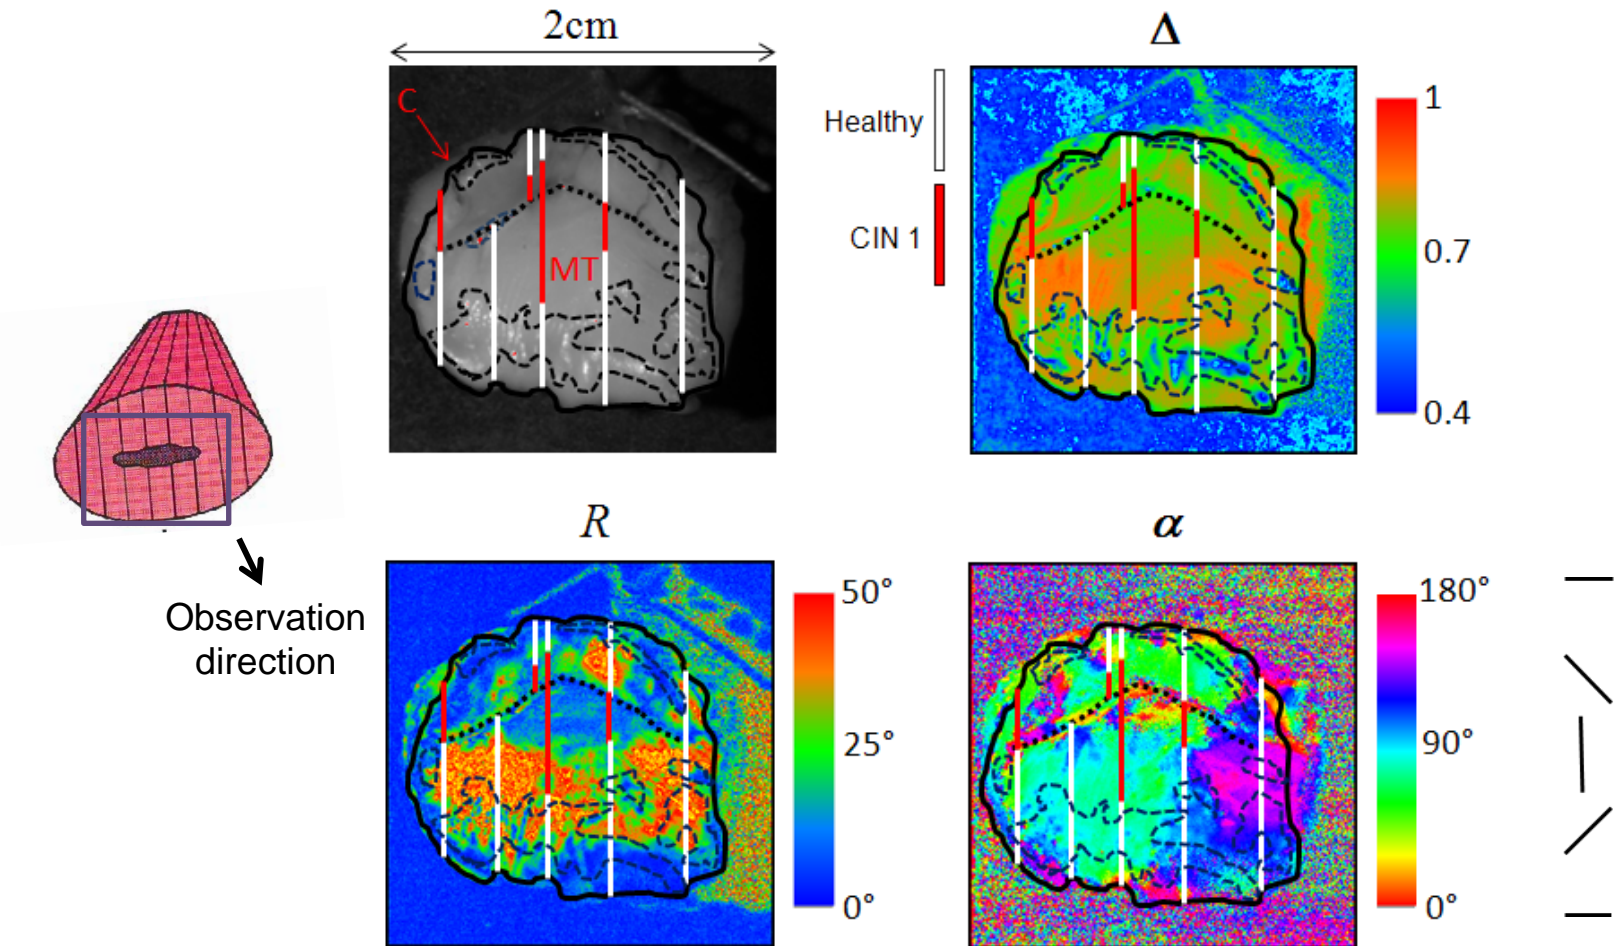 2cm
Δ
C
MT
Healthy
CIN 1
1
0.7
0.4
Observation
direction
R
50°
25°
0°
α
180°
90°
0°